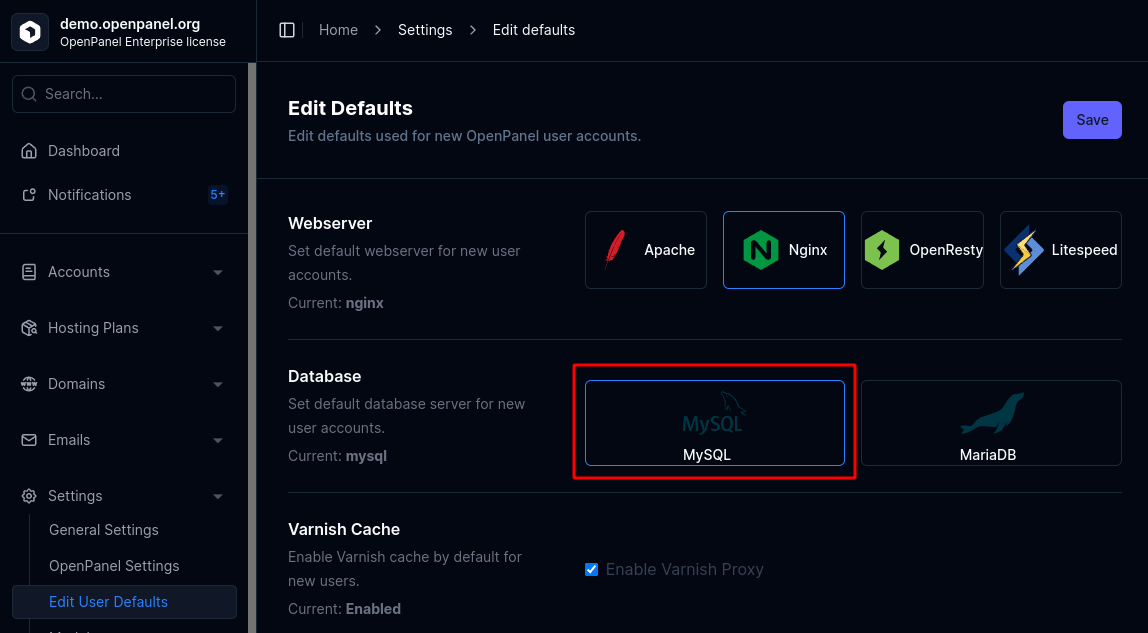 demo.openpanel.org
OpenPanel Enterprise license
Search...
Dashboard
Notifications 5+
Accounts
Hosting Plans
Domains
Emails
Settings
General Settings
OpenPanel Settings
Edit User Defaults
Home > Settings > Edit defaults
Edit Defaults
Edit defaults used for new OpenPanel user accounts.
Save
Webserver
Set default webserver for new user
accounts.
Current: nginx
Apache
Nginx
OpenResty
Litespeed
Database
Set default database server for new
user accounts.
Current: mysql
MySQL
MySQL
MariaDB
Varnish Cache
Enable Varnish cache by default for
new users.
Current: Enabled
Enable Varnish Proxy